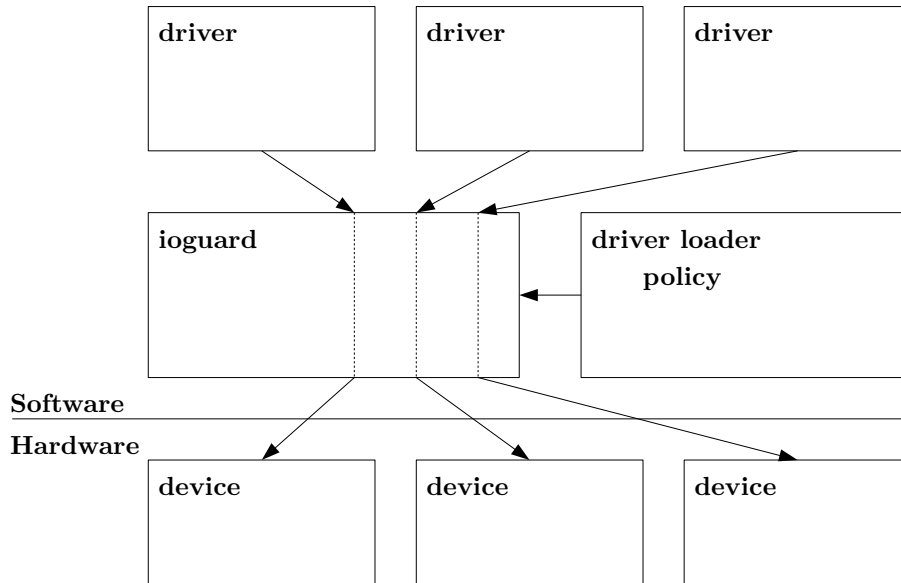 driver
driver
driver
ioguard
driver loader
policy
Software
Hardware
device
device
device